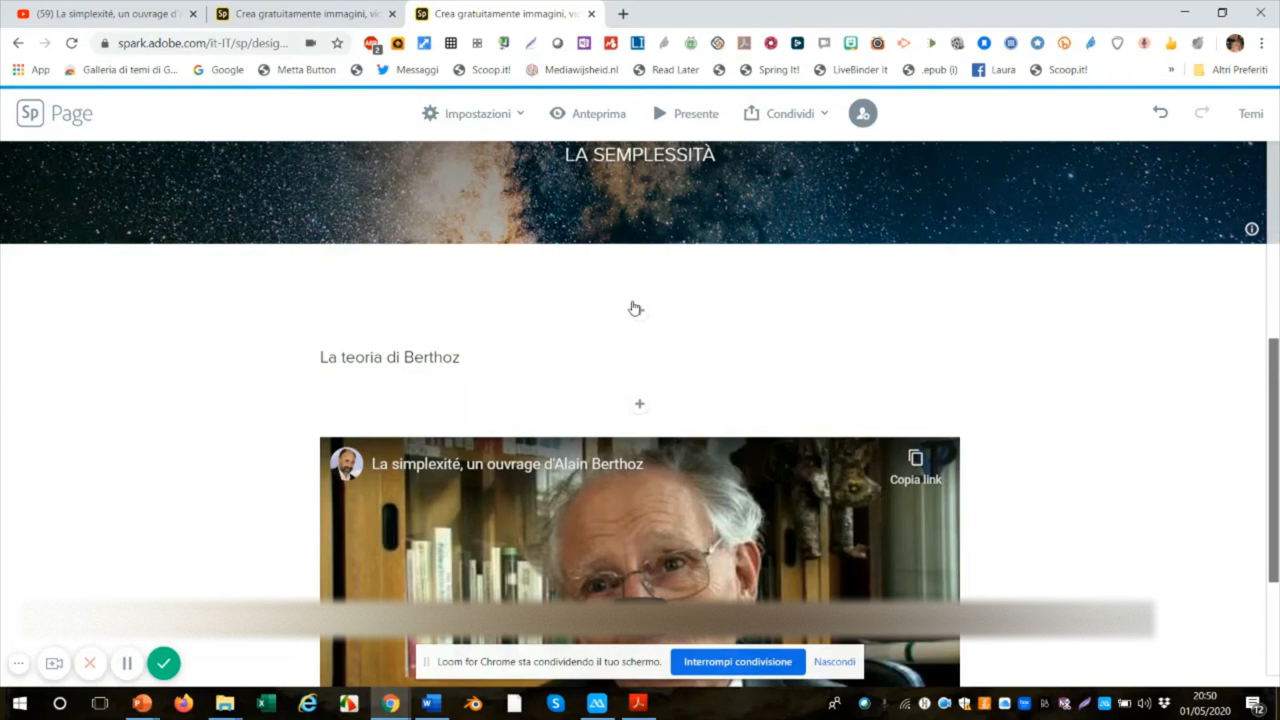 (59) La simplexité, un ouvrage d'
Crea gratuitamente immagini, vic
Crea gratuitamente immagini, vic
spark.adobe.com/it-IT/sp/desig...
App
Galleria di temi di G...
Google
Metta Button
Messaggi
Scoop.it!
Mediawijsheid.nl
Read Later
Spring It!
LiveBinder It
.epub (i)
Laura
Scoop.it!
»
Altri Preferiti
Sp Page
Impostazioni
Anteprima
Presente
Condividi
Temi
LA SEMPLESSITÀ
La teoria di Berthoz
La simplexité, un ouvrage d'Alain Berthoz
Copia link
Loom for Chrome sta condividendo il tuo schermo.
Interrompi condivisione
Nascondi
20:50
01/05/2020
12